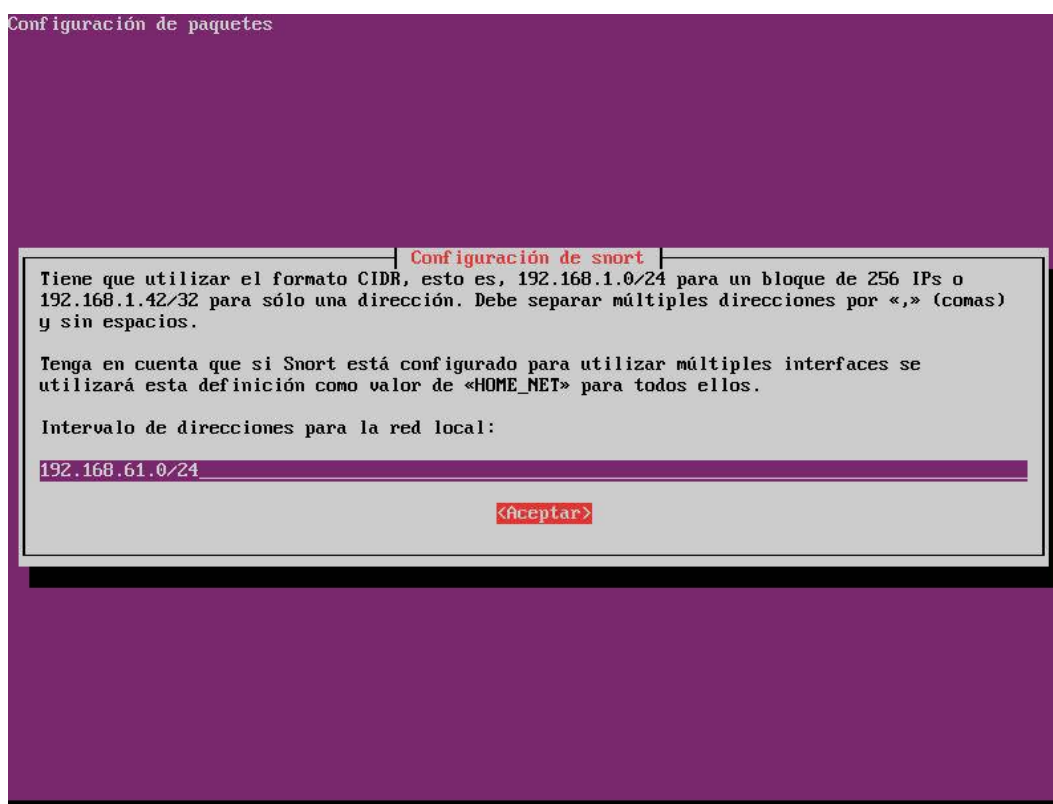 Configuración de paquetes
Configuración de snort
Tiene que utilizar el formato CIDR, esto es, 192.168.1.0/24 para un bloque de 256 IPs o
192.168.1.42/32 para sólo una dirección. Debe separar múltiples direcciones por «,» (comas)
y sin espacios.
Tenga en cuenta que si Snort está configurado para utilizar múltiples interfaces se
utilizará esta definición como valor de «HOME_NET» para todos ellos.
Intervalo de direcciones para la red local:
192.168.61.0/24
<Aceptar>